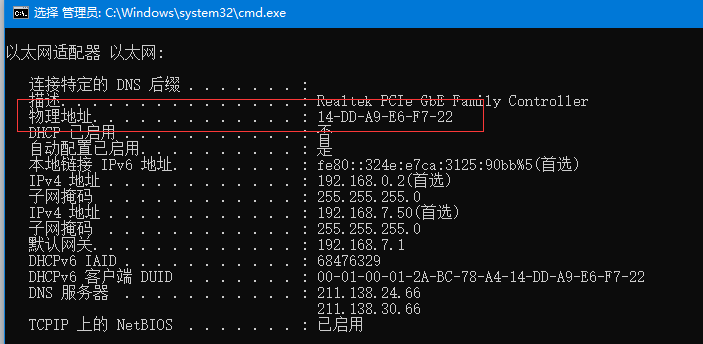 选择 管理员: C:\Windows\system32\cmd.exe
以太网适配器 以太网:
连接特定的 DNS 后缀 . . . . . . . :
描述. . . . . . . . . . . . . . . : Realtek PCIe GbE Family Controller
物理地址. . . . . . . . . . . . . : 14-DD-A9-E6-F7-22
DHCP 已启用 . . . . . . . . . . . : 否
自动配置已启用. . . . . . . . . . : 是
本地链接 IPv6 地址. . . . . . . . : fe80::324e:e7ca:3125:90bb%5(首选)
IPv4 地址 . . . . . . . . . . . . : 192.168.0.2(首选)
子网掩码  . . . . . . . . . . . . : 255.255.255.0
IPv4 地址 . . . . . . . . . . . . : 192.168.7.50(首选)
子网掩码  . . . . . . . . . . . . : 255.255.255.0
默认网关. . . . . . . . . . . . . : 192.168.7.1
DHCPv6 IAID . . . . . . . . . . . : 68476329
DHCPv6 客户端 DUID  . . . . . . . : 00-01-00-01-2A-BC-78-A4-14-DD-A9-E6-F7-22
DNS 服务器  . . . . . . . . . . . : 211.138.24.66
211.138.30.66
TCPIP 上的 NetBIOS  . . . . . . . : 已启用